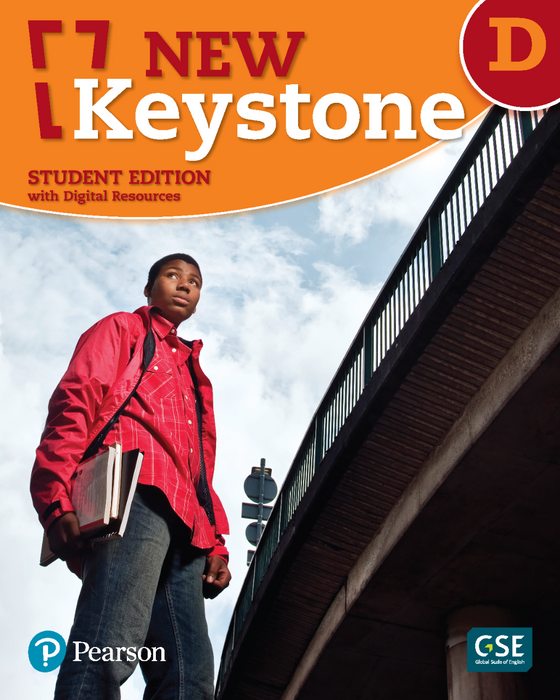 NEW
Keystone
D
STUDENT EDITION
with Digital Resources
P Pearson
GSE
Global Scale of English